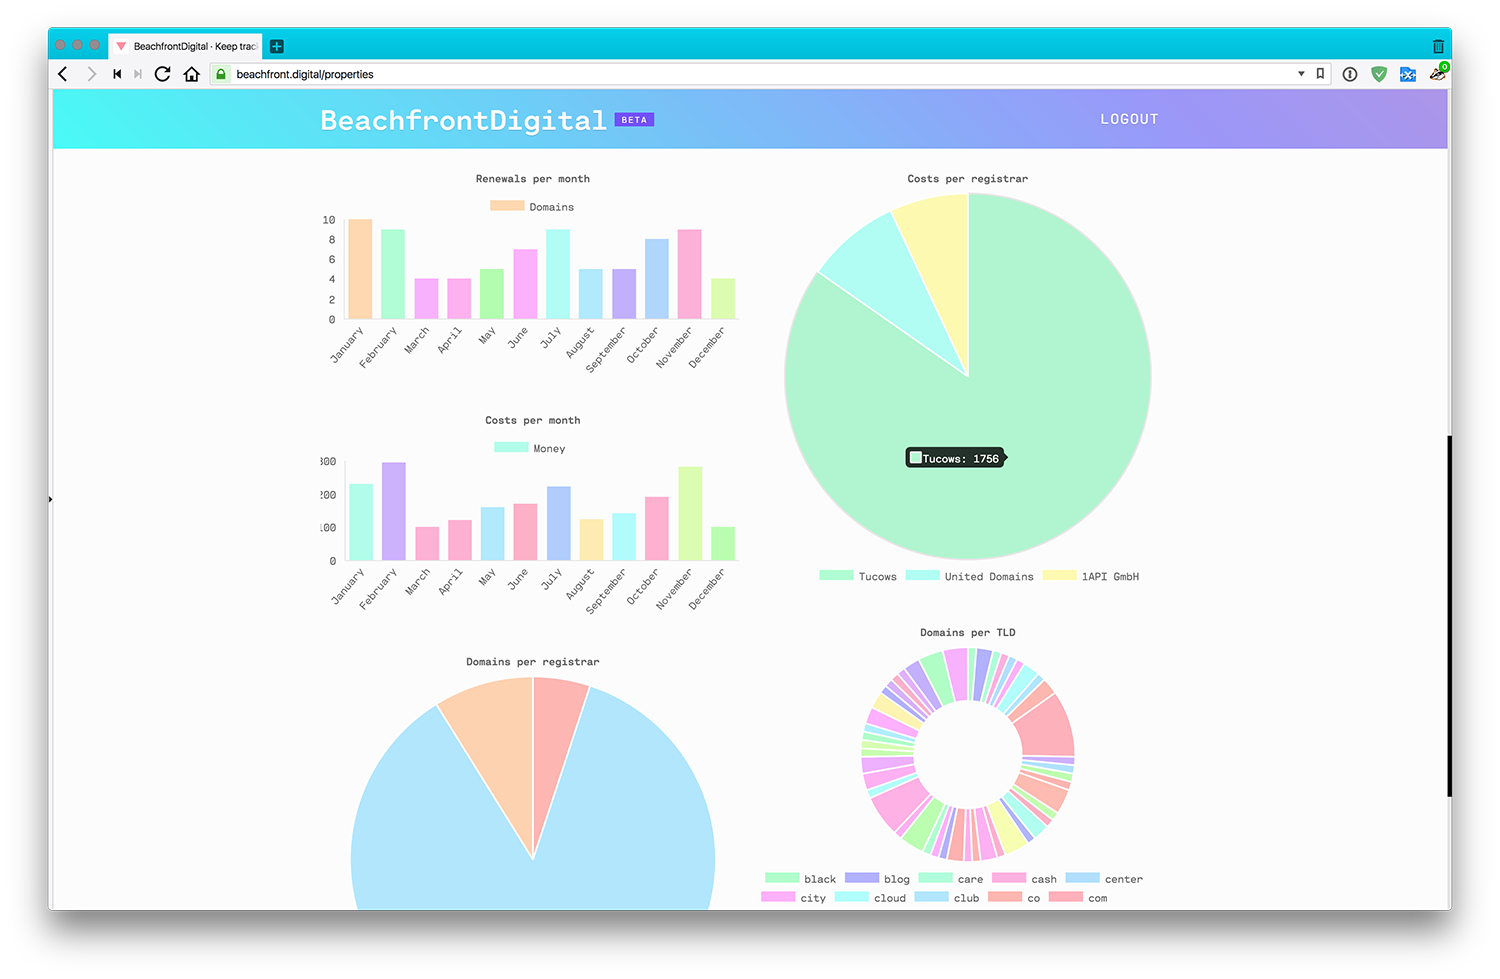 BeachfrontDigital · Keep trac
beachfront.digital/properties
0
BeachfrontDigital BETA
LOGOUT
Renewals per month
Domains
10
8
6
4
2
0
January February March April May June July August September October November December
Costs per month
Money
300
200
100
0
January February March April May June July August September October November December
Domains per registrar
Costs per registrar
Tucows: 1756
Tucows United Domains 1API GmbH
Domains per TLD
black blog care cash center
city cloud club co com